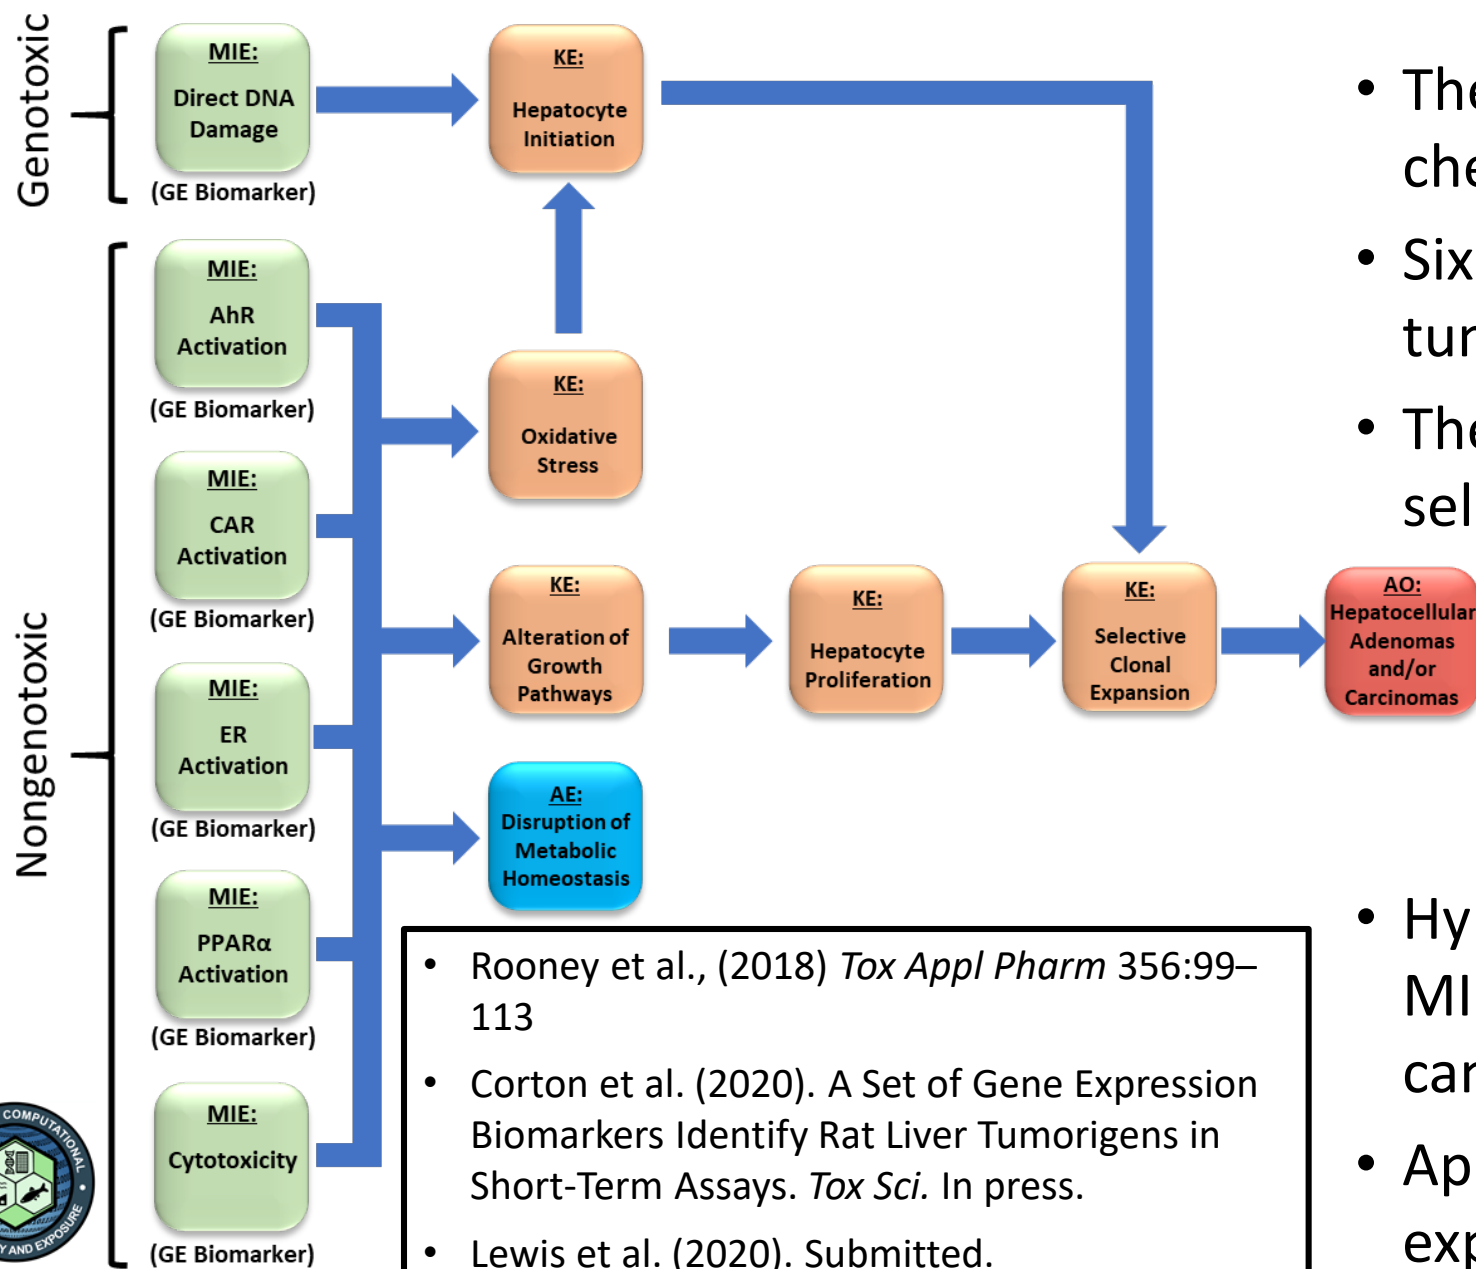 Genotoxic
MIE:
Direct DNA
Damage
(GE Biomarker)
KE:
Hepatocyte
Initiation
Nongenotoxic
MIE:
AhR
Activation
(GE Biomarker)
MIE:
CAR
Activation
(GE Biomarker)
MIE:
ER
Activation
(GE Biomarker)
MIE:
PPARα
Activation
(GE Biomarker)
MIE:
Cytotoxicity
(GE Biomarker)
KE:
Oxidative
Stress
KE:
Alteration of
Growth
Pathways
KE:
Hepatocyte
Proliferation
KE:
Selective
Clonal
Expansion
AO:
Hepatocellular
Adenomas
and/or
Carcinomas
AE:
Disruption of
Metabolic
Homeostasis
• Rooney et al., (2018) Tox Appl Pharm 356:99–
113
• Corton et al. (2020). A Set of Gene Expression
Biomarkers Identify Rat Liver Tumorigens in
Short-Term Assays. Tox Sci. In press.
• Lewis et al. (2020). Submitted.
COMPUTATIONAL
Y AND EXPOSURE
• The
che
• Six
tur
• The
sel
• Hy
MI
car
• Ap
exp